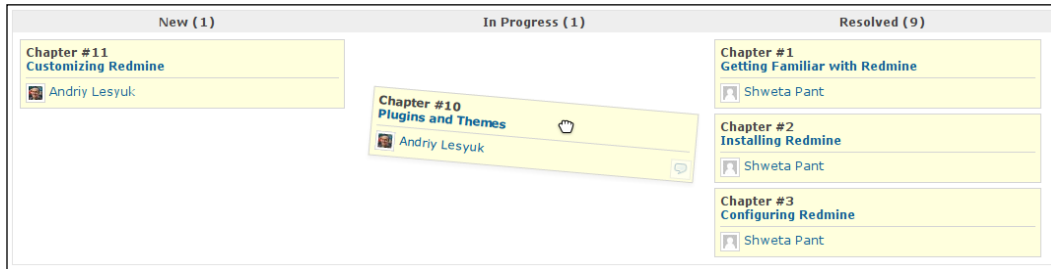 New (1)
In Progress (1)
Resolved (9)
Chapter #11
Customizing Redmine
Andriy Lesyuk
Chapter #10
Plugins and Themes
Andriy Lesyuk
Chapter #1
Getting Familiar with Redmine
Shweta Pant
Chapter #2
Installing Redmine
Shweta Pant
Chapter #3
Configuring Redmine
Shweta Pant